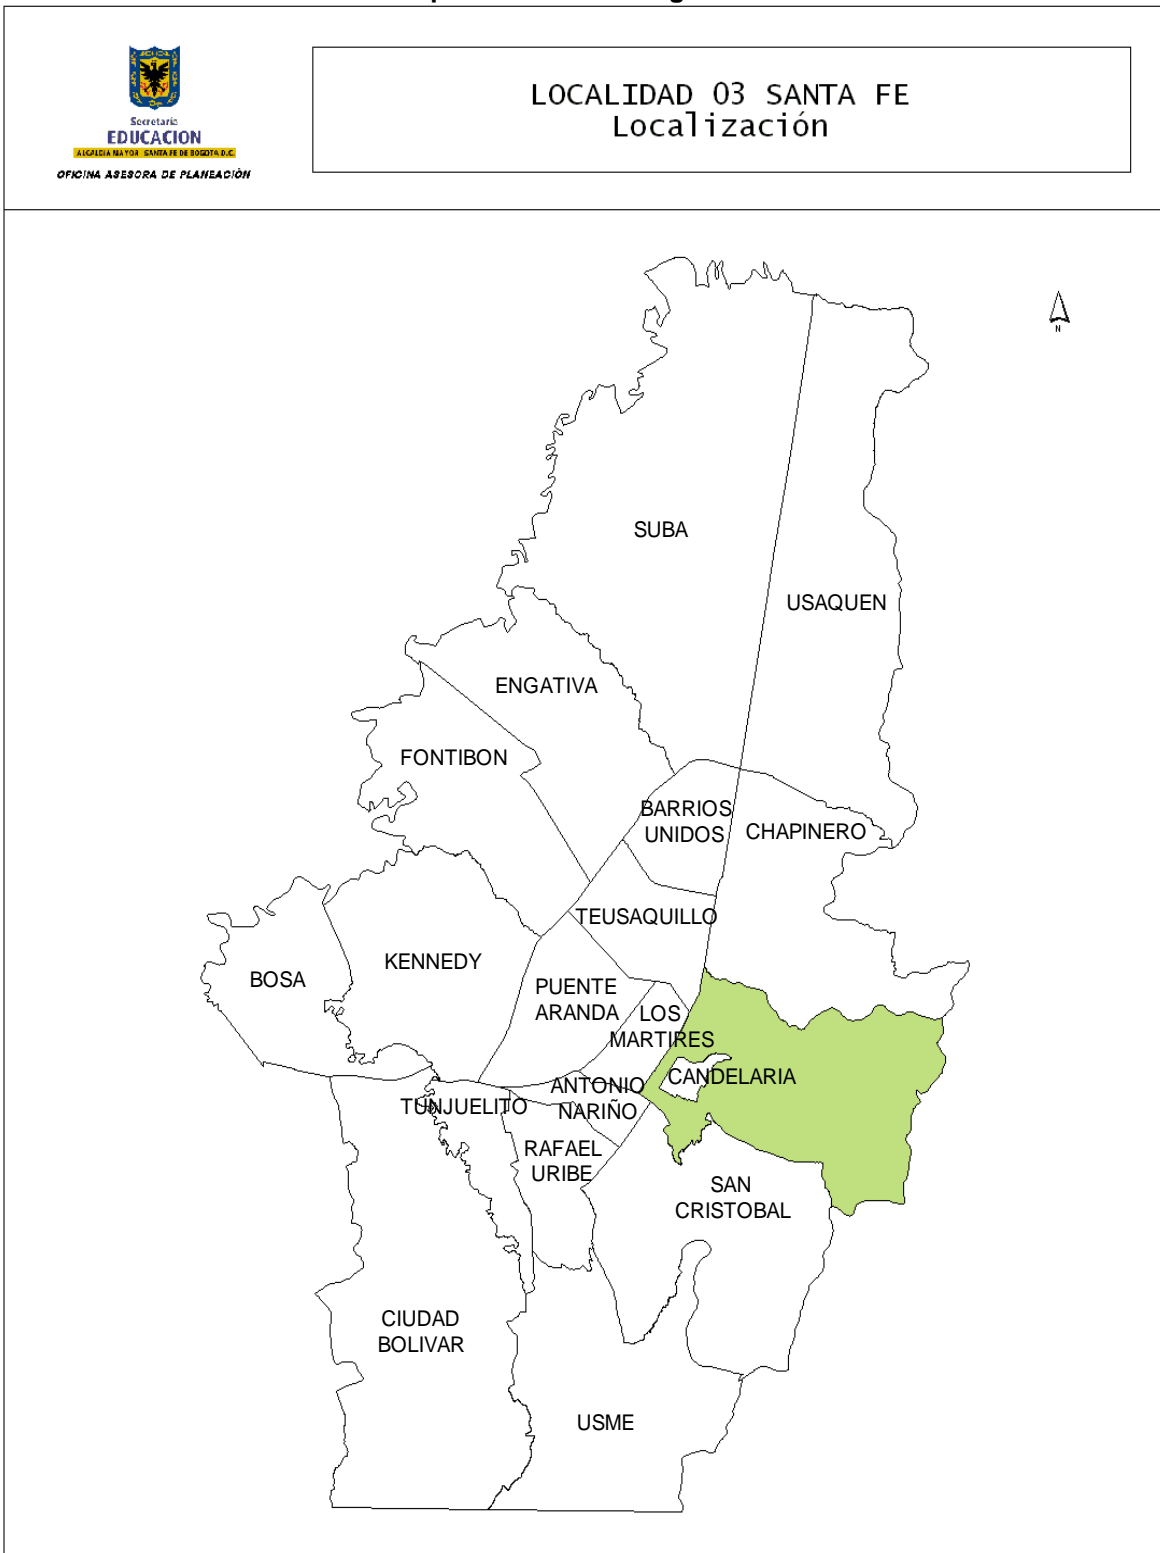 Secretaría
EDUCACION
ALCALDIA MAYOR SANTA FE DE BOGOTA D.C.
OFICINA ASESORA DE PLANEACIÓN
LOCALIDAD 03 SANTA FE
Localización
N
SUBA
USAQUEN
ENGATIVA
FONTIBON
BARRIOS
UNIDOS
CHAPINERO
TEUSAQUILLO
KENNEDY
BOSA
PUENTE
ARANDA
LOS
MARTIRES
CANDELARIA
ANTONIO
NARIÑO
TUNJUELITO
RAFAEL
URIBE
SAN
CRISTOBAL
CIUDAD
BOLIVAR
USME